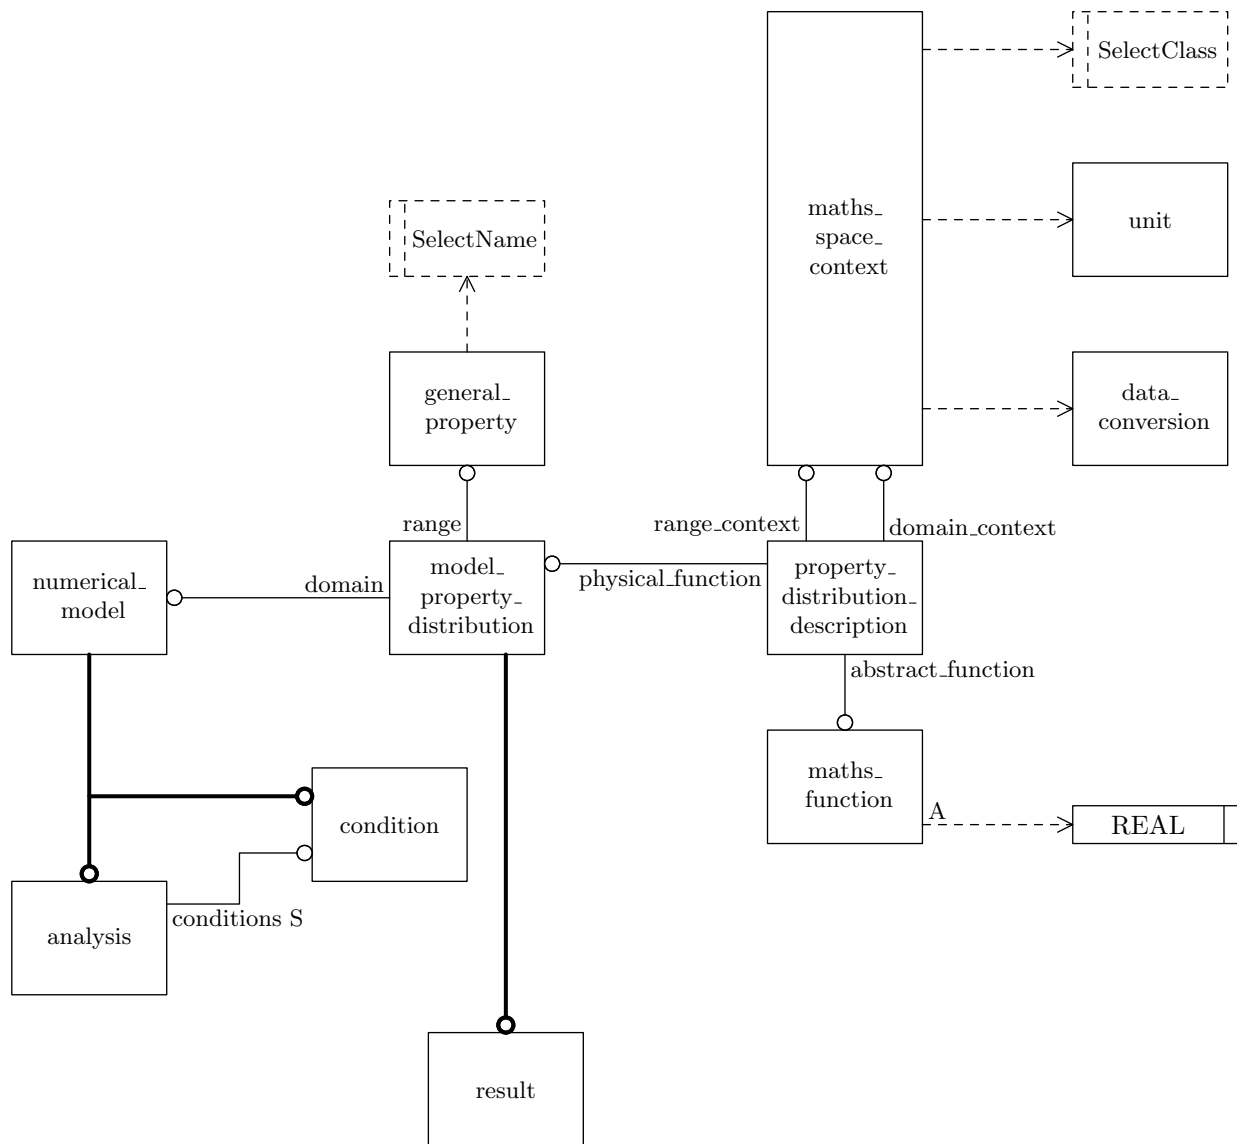 SelectClass
maths_
space_
context
unit
SelectName
general_
property
data_
conversion
range
range_context
domain_context
numerical_
model
domain
model_
property_
distribution
physical_function
property_
distribution_
description
abstract_function
maths_
function
A
REAL
condition
conditions S
analysis
result